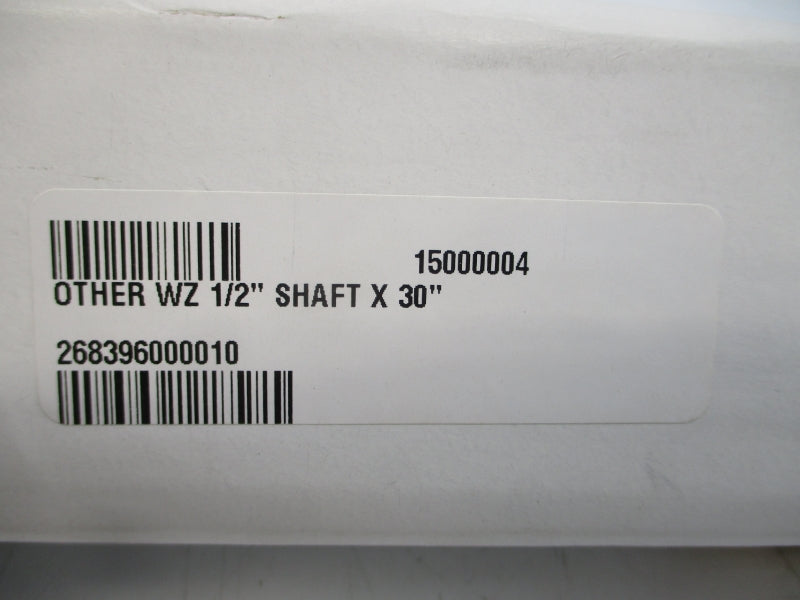 15000004
OTHER WZ 1/2" SHAFT X 30"
268396000010